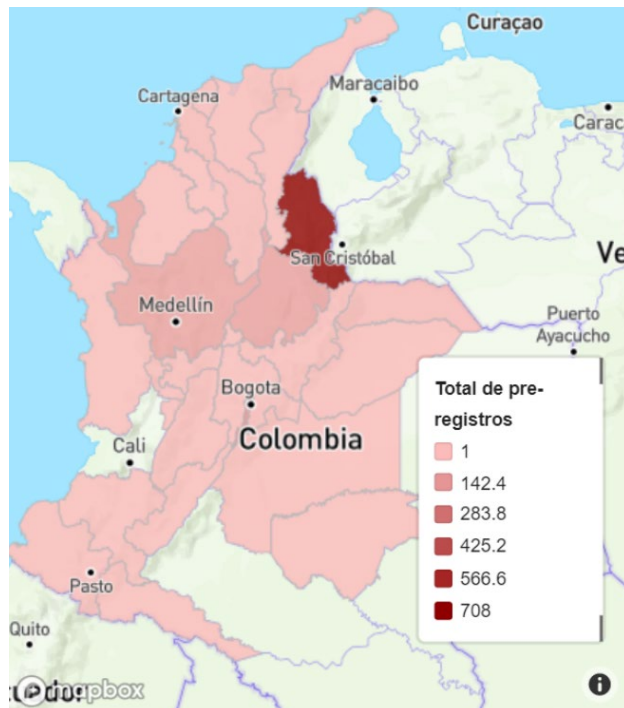 Curaçao
Maracaibo
Cartagena
Carac
San Cristóbal
Ve
Medellín
Puerto
Ayacucho
Bogota
Total de pre-
registros
Cali
Colombia
1
142.4
283.8
425.2
566.6
708
Pasto
Quito
mapbox